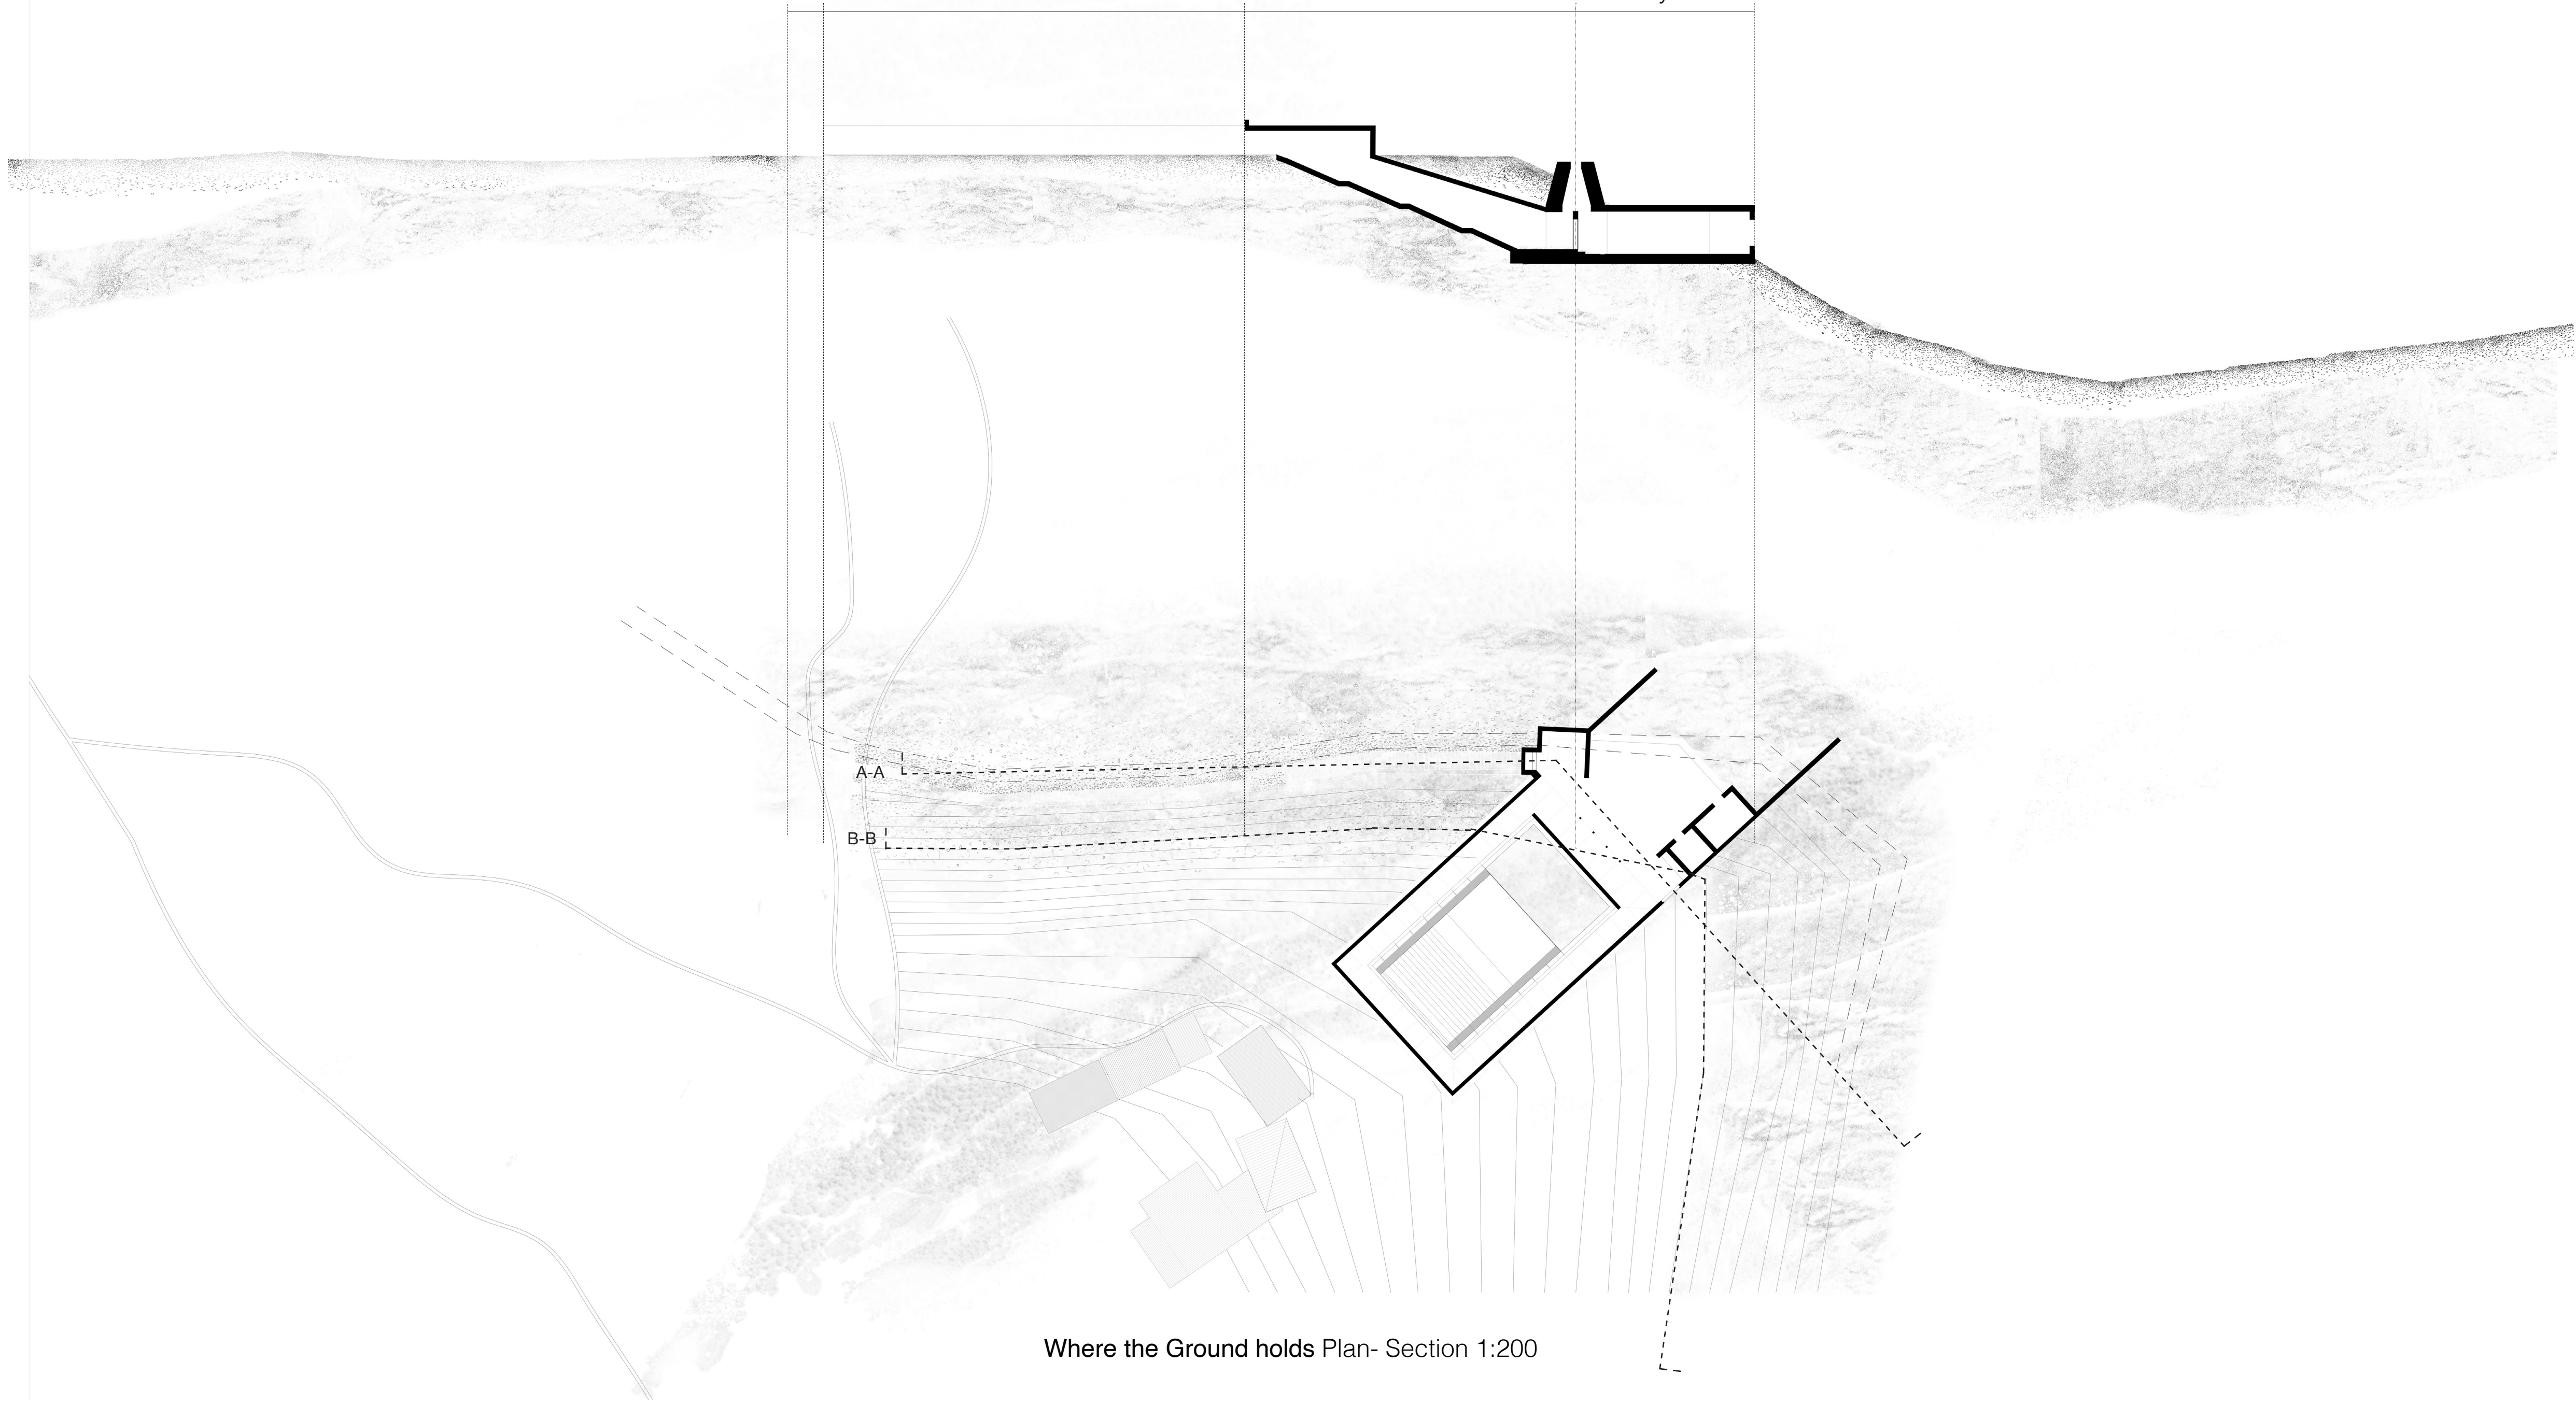 A-A
B-B
Where the Ground holds Plan- Section 1:200